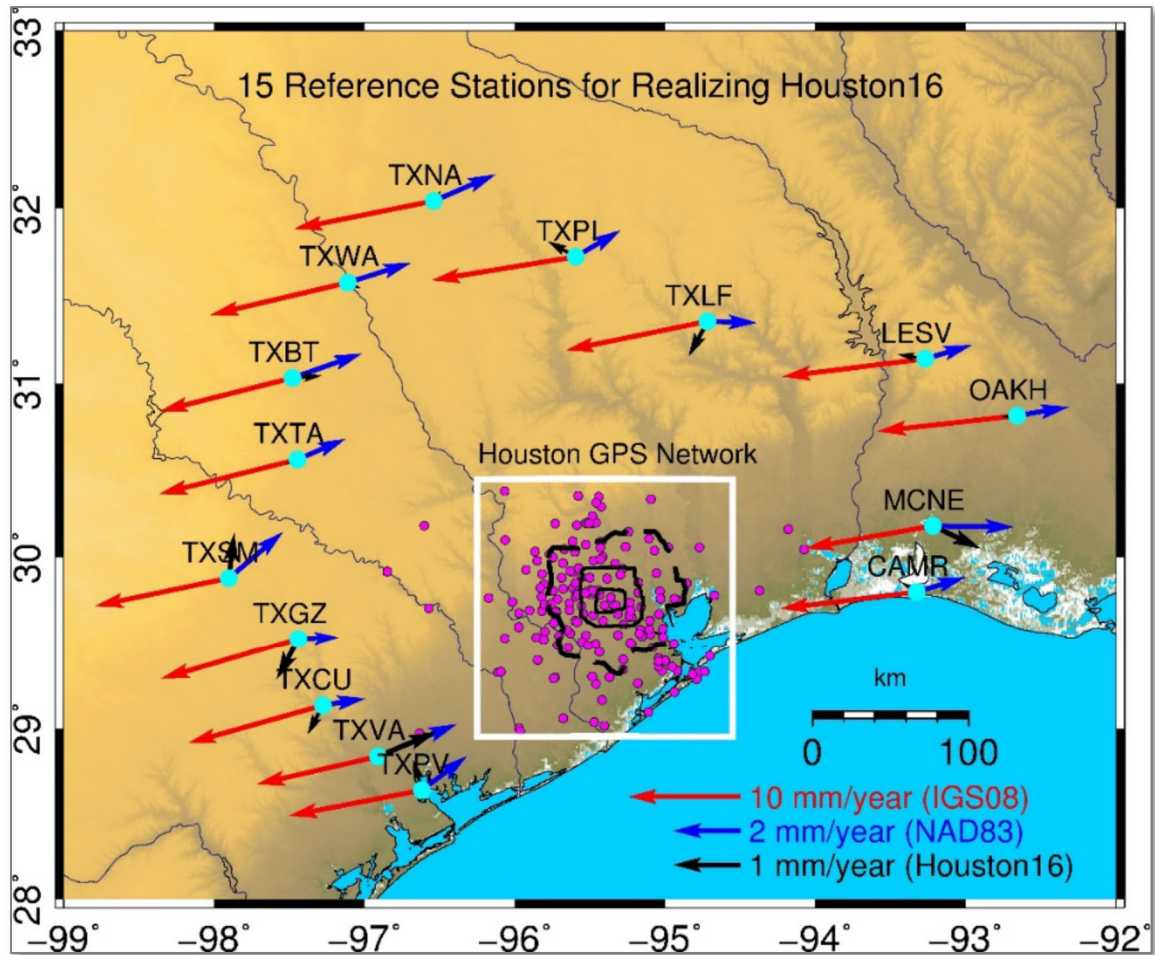 15 Reference Stations for Realizing Houston16
33°
TXNA
32°
TXPI
TXWA
TXLF
LESV
TXBT
31°
OAKH
TXTA
Houston GPS Network
MCNE
30°
TXSM
CAMR
TXGZ
TXCU
km
29°
TXVA
TXPV
0 100
10 mm/year (IGS08)
2 mm/year (NAD83)
1 mm/year (Houston16)
28°
−99° −98° −97° −96° −95° −94° −93° −92°